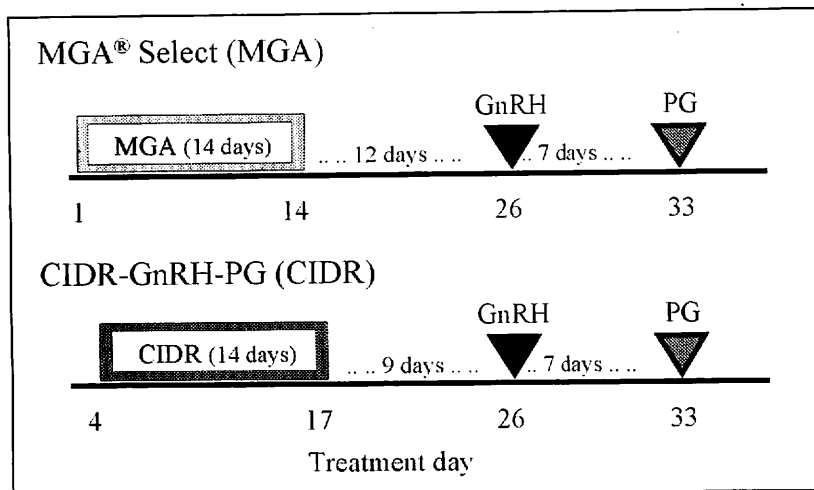 MGA® Select (MGA)
GnRH PG
MGA (14 days) .. .. 12 days .. .. .. 7 days .. ..
1 14 26 33
CIDR-GnRH-PG (CIDR)
GnRH PG
CIDR (14 days) .. .. 9 days .. .. .. 7 days .. ..
4 17 26 33
Treatment day